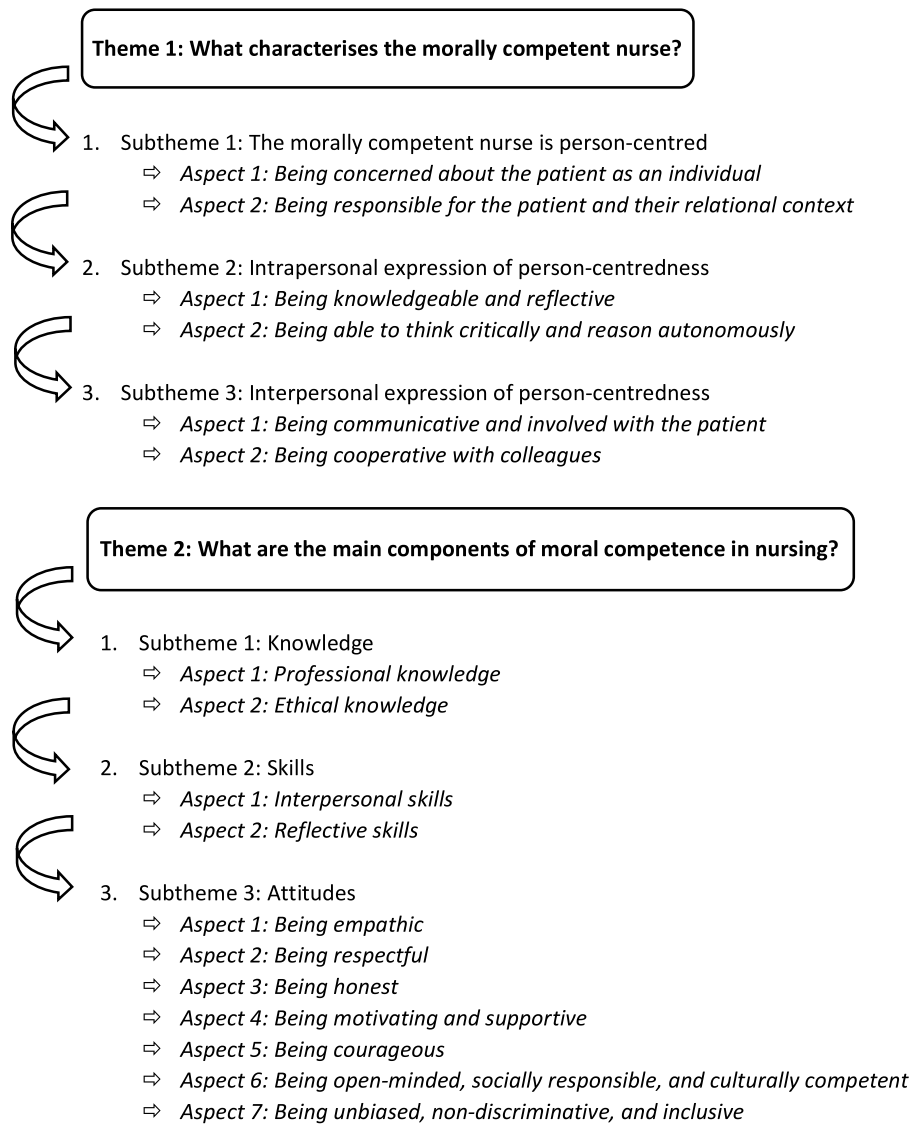 Theme 1: What characterises the morally competent nurse?
1. Subtheme 1: The morally competent nurse is person-centred
⇨ Aspect 1: Being concerned about the patient as an individual
⇨ Aspect 2: Being responsible for the patient and their relational context
2. Subtheme 2: Intrapersonal expression of person-centredness
⇨ Aspect 1: Being knowledgeable and reflective
⇨ Aspect 2: Being able to think critically and reason autonomously
3. Subtheme 3: Interpersonal expression of person-centredness
⇨ Aspect 1: Being communicative and involved with the patient
⇨ Aspect 2: Being cooperative with colleagues
Theme 2: What are the main components of moral competence in nursing?
1. Subtheme 1: Knowledge
⇨ Aspect 1: Professional knowledge
⇨ Aspect 2: Ethical knowledge
2. Subtheme 2: Skills
⇨ Aspect 1: Interpersonal skills
⇨ Aspect 2: Reflective skills
3. Subtheme 3: Attitudes
⇨ Aspect 1: Being empathic
⇨ Aspect 2: Being respectful
⇨ Aspect 3: Being honest
⇨ Aspect 4: Being motivating and supportive
⇨ Aspect 5: Being courageous
⇨ Aspect 6: Being open-minded, socially responsible, and culturally competent
⇨ Aspect 7: Being unbiased, non-discriminative, and inclusive